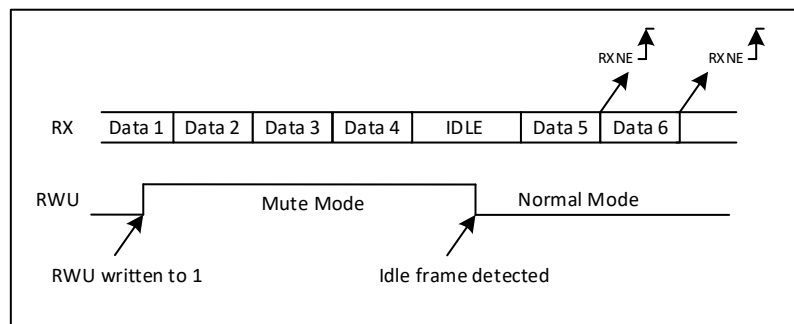 RXNE RXNE
RX Data 1 Data 2 Data 3 Data 4 IDLE Data 5 Data 6
RWU Mute Mode Normal Mode
RWU written to 1 Idle frame detected